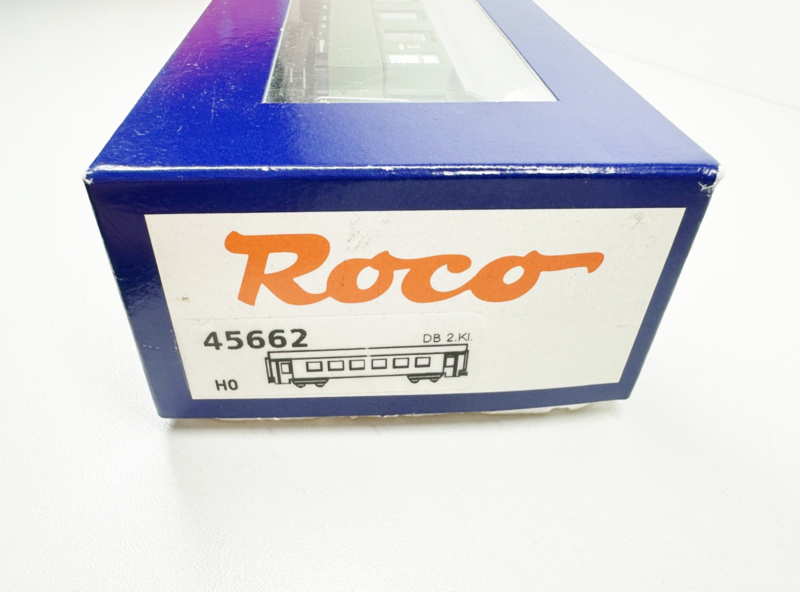 Roco
45662
DB 2.Kl.
H0